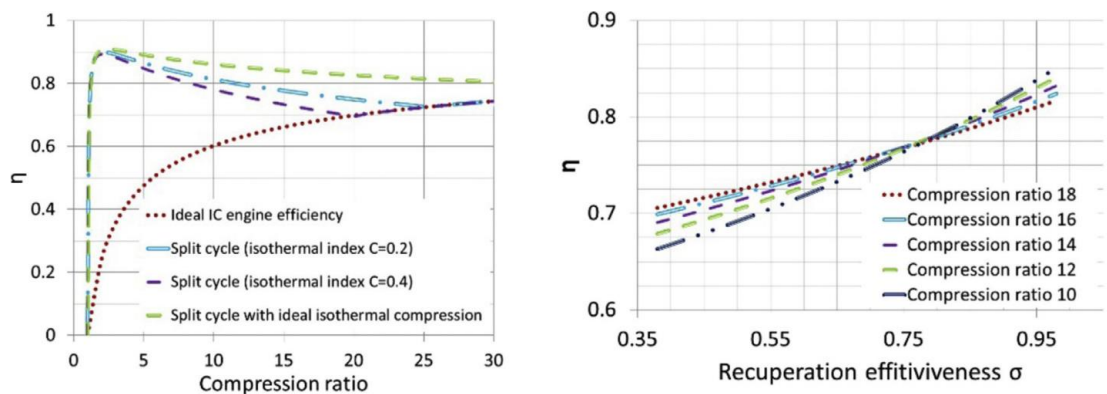 1
0.8
0.6
0.4
0.2
0
η
Ideal IC engine efficiency
Split cycle (isothermal index C=0.2)
Split cycle (isothermal index C=0.4)
Split cycle with ideal isothermal compression
0 5 10 15 20 25 30
Compression ratio
0.9
0.8
0.7
0.6
η
Compression ratio 18
Compression ratio 16
Compression ratio 14
Compression ratio 12
Compression ratio 10
0.35 0.55 0.75 0.95
Recuperation effitiviveness σ